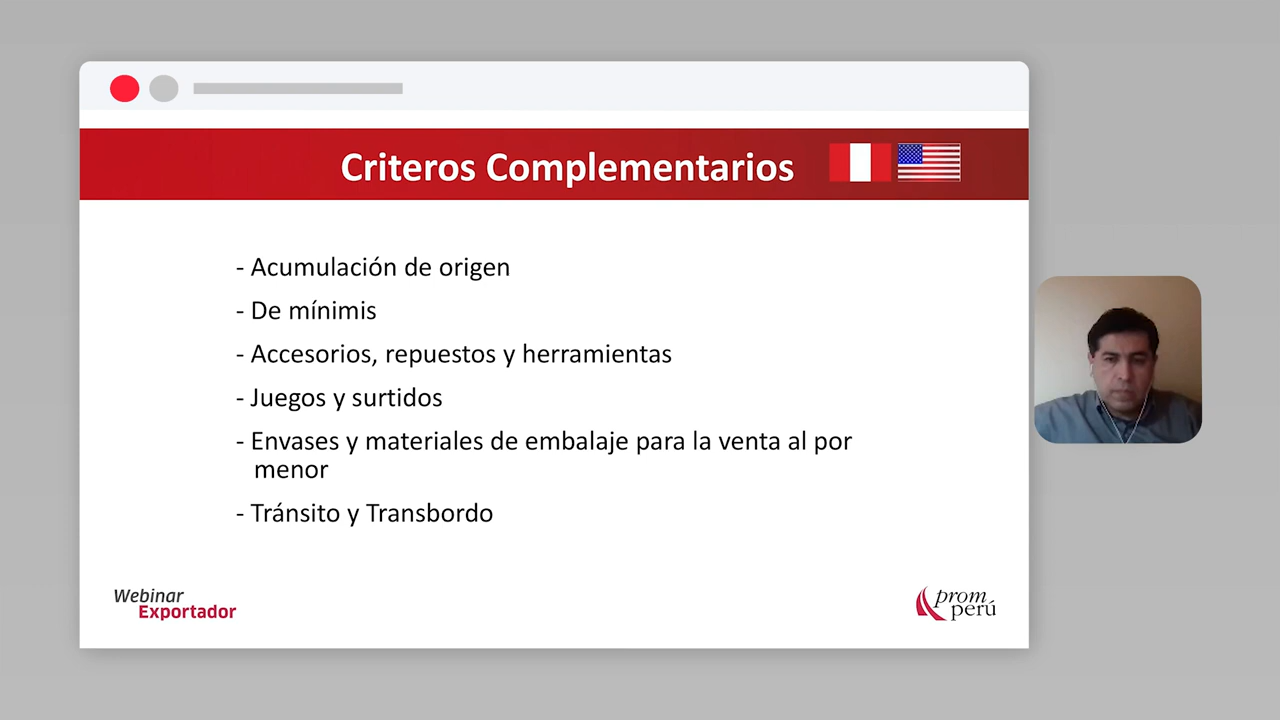 Criteros Complementarios
- Acumulación de origen
- De mínimis
- Accesorios, repuestos y herramientas
- Juegos y surtidos
- Envases y materiales de embalaje para la venta al por
menor
- Tránsito y Transbordo
Webinar
Exportador
prom
perú